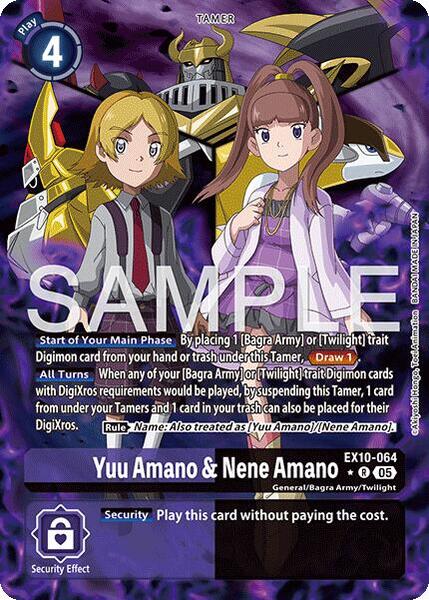 TAMER
Play
4
SAMPLE
Start of Your Main Phase By placing 1 [Bagra Army] or [Twilight] trait
Digimon card from your hand or trash under this Tamer, Draw 1
All Turns When any of your [Bagra Army] or [Twilight] trait Digimon cards
with DigiXros requirements would be played, by suspending this Tamer, 1 card
from under your Tamers and 1 card in your trash can also be placed for their
DigiXros.
Rule Name: Also treated as [Yuu Amano]/[Nene Amano].
©Akiyoshi Hongo, Toei Animation BANDAI MADE IN JAPAN
Yuu Amano & Nene Amano
EX10-064
★ R 05
General/Bagra Army/Twilight
Security Play this card without paying the cost.
Security Effect